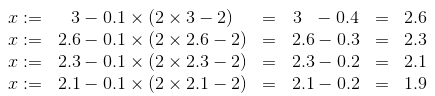 x := 3 − 0.1 × (2 × 3 − 2) = 3 − 0.4 = 2.6
x := 2.6 − 0.1 × (2 × 2.6 − 2) = 2.6 − 0.3 = 2.3
x := 2.3 − 0.1 × (2 × 2.3 − 2) = 2.3 − 0.2 = 2.1
x := 2.1 − 0.1 × (2 × 2.1 − 2) = 2.1 − 0.2 = 1.9